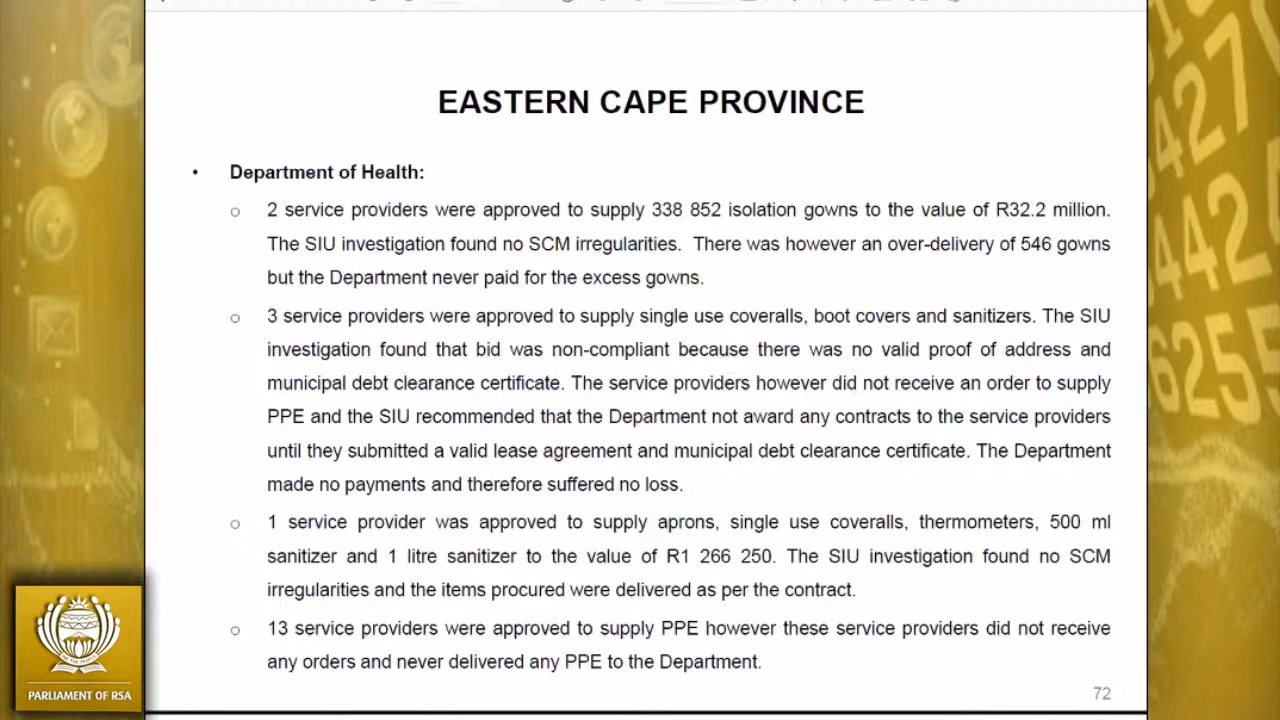 EASTERN CAPE PROVINCE
• Department of Health:
o 2 service providers were approved to supply 338 852 isolation gowns to the value of R32.2 million.
The SIU investigation found no SCM irregularities. There was however an over-delivery of 546 gowns
but the Department never paid for the excess gowns.
o 3 service providers were approved to supply single use coveralls, boot covers and sanitizers. The SIU
investigation found that bid was non-compliant because there was no valid proof of address and
municipal debt clearance certificate. The service providers however did not receive an order to supply
PPE and the SIU recommended that the Department not award any contracts to the service providers
until they submitted a valid lease agreement and municipal debt clearance certificate. The Department
made no payments and therefore suffered no loss.
o 1 service provider was approved to supply aprons, single use coveralls, thermometers, 500 ml
sanitizer and 1 litre sanitizer to the value of R1 266 250. The SIU investigation found no SCM
irregularities and the items procured were delivered as per the contract.
o 13 service providers were approved to supply PPE however these service providers did not receive
any orders and never delivered any PPE to the Department.
72
PARLIAMENT OF RSA